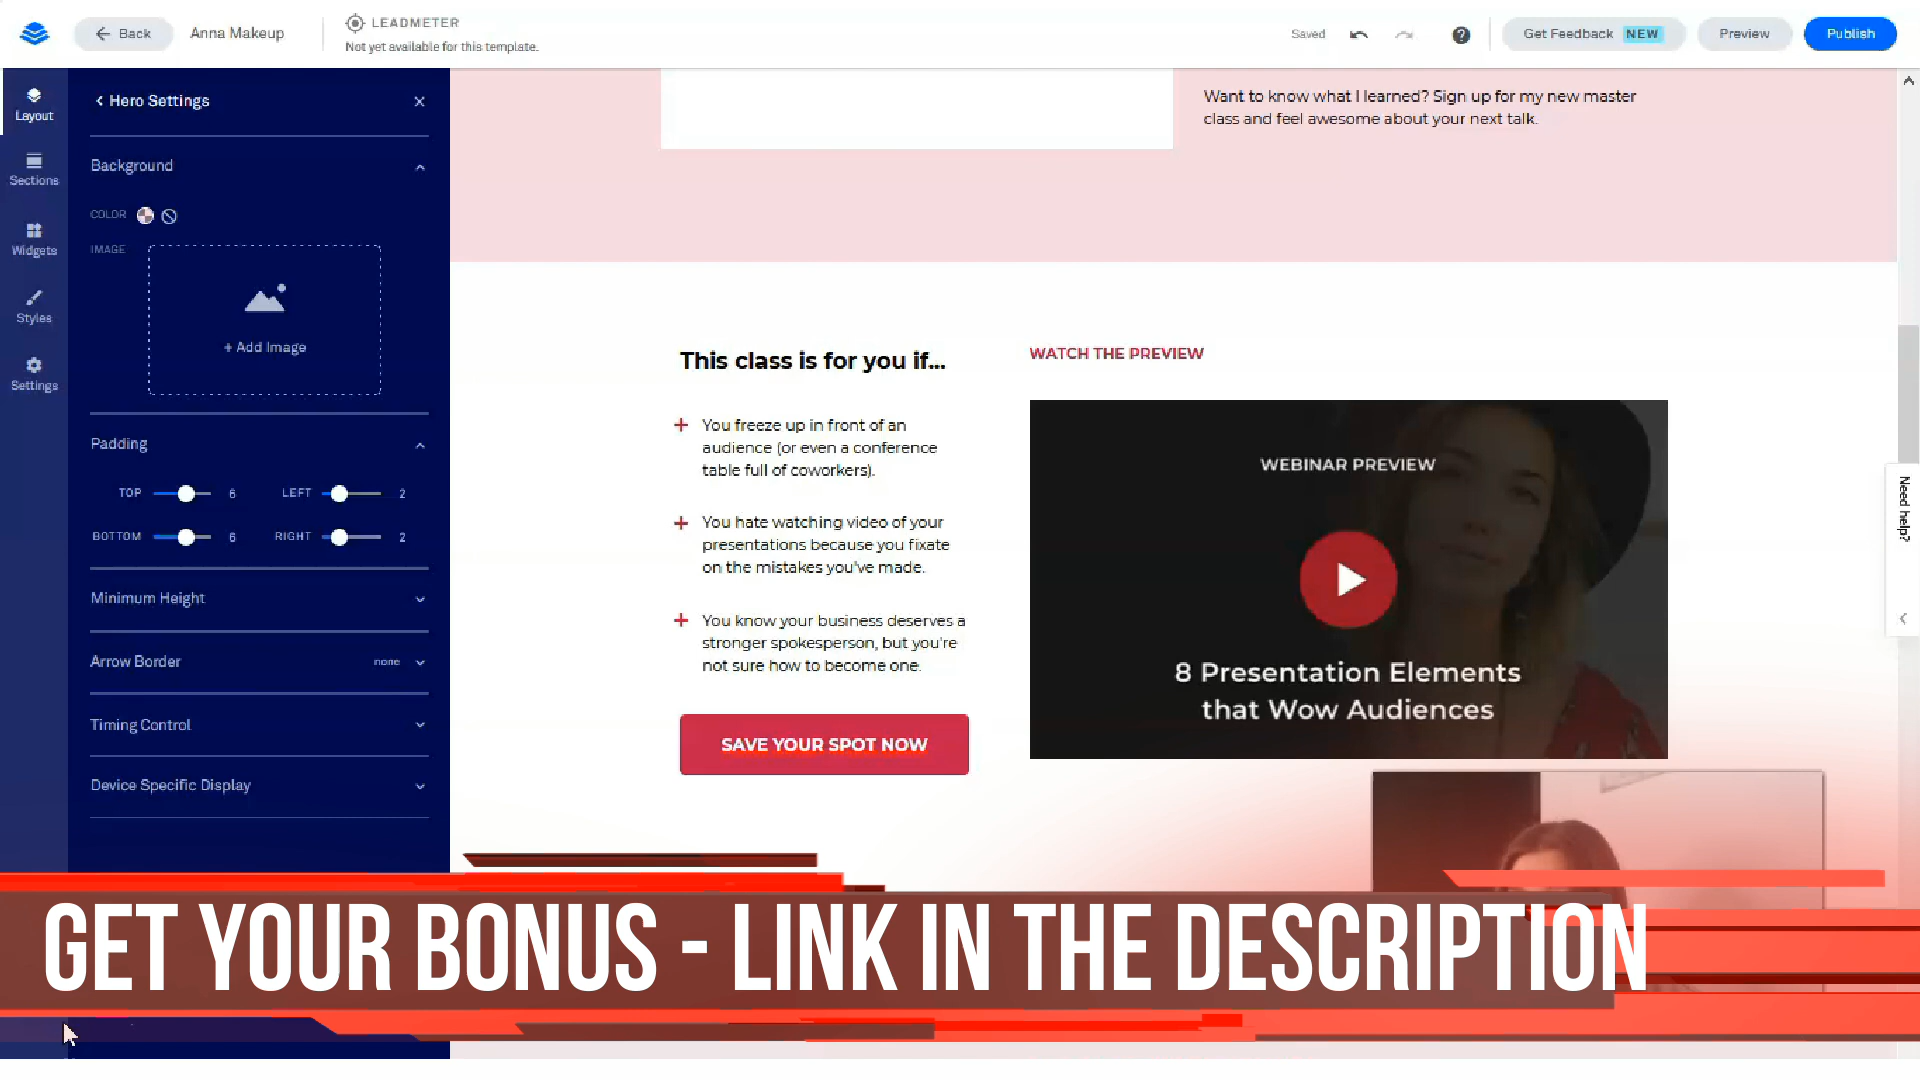 Back
Anna Makeup
LEADMETER
Not yet available for this template.
Saved
Get Feedback NEW
Preview
Publish
Layout
Sections
Widgets
Styles
Settings
Hero Settings
Background
COLOR
IMAGE
+ Add Image
Padding
TOP 6 LEFT 2
BOTTOM 6 RIGHT 2
Minimum Height
Arrow Border none
Timing Control
Device Specific Display
Want to know what I learned? Sign up for my new master
class and feel awesome about your next talk.
This class is for you if...
+ You freeze up in front of an
audience (or even a conference
table full of coworkers).
+ You hate watching video of your
presentations because you fixate
on the mistakes you've made.
+ You know your business deserves a
stronger spokesperson, but you're
not sure how to become one.
SAVE YOUR SPOT NOW
WATCH THE PREVIEW
WEBINAR PREVIEW
8 Presentation Elements
that Wow Audiences
Need help?
GET YOUR BONUS - LINK IN THE DESCRIPTION